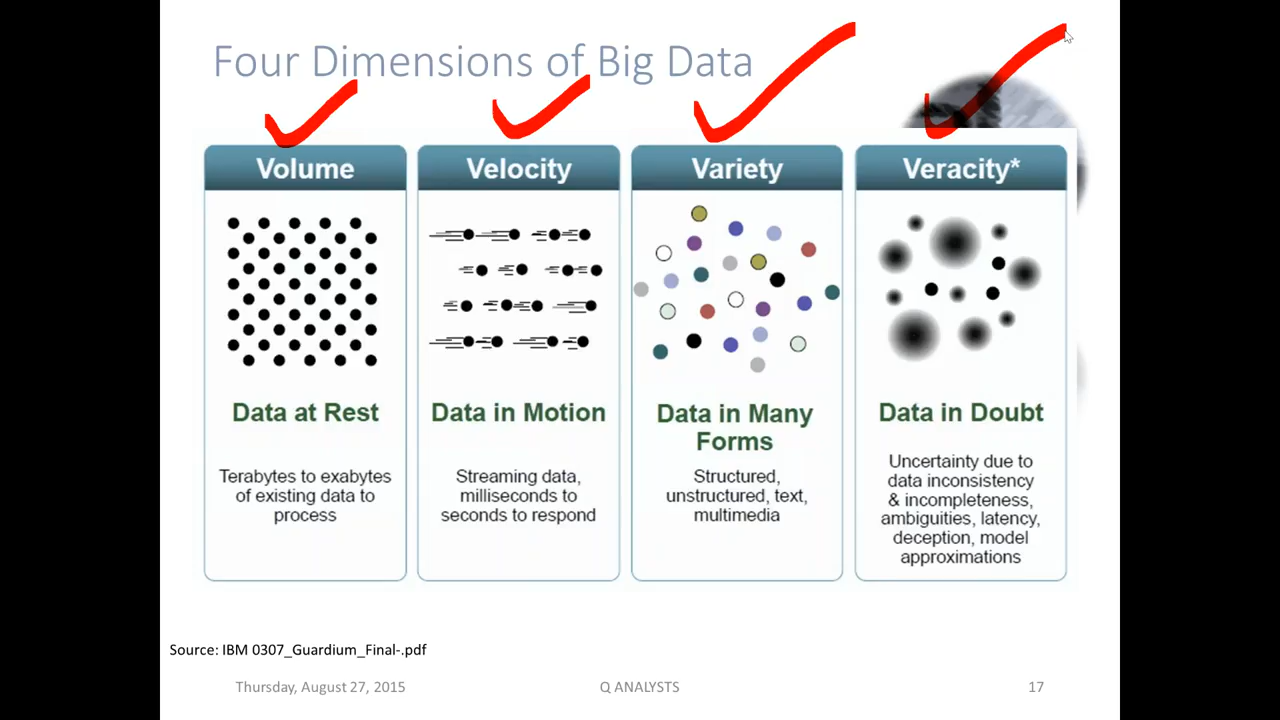 Four Dimensions of Big Data
Volume
Velocity
Variety
Veracity*
Data at Rest
Terabytes to exabytes
of existing data to
process
Data in Motion
Streaming data,
milliseconds to
seconds to respond
Data in Many
Forms
Structured,
unstructured, text,
multimedia
Data in Doubt
Uncertainty due to
data inconsistency
& incompleteness,
ambiguities, latency,
deception, model
approximations
Source: IBM 0307_Guardium_Final-.pdf
Thursday, August 27, 2015
Q ANALYSTS
17